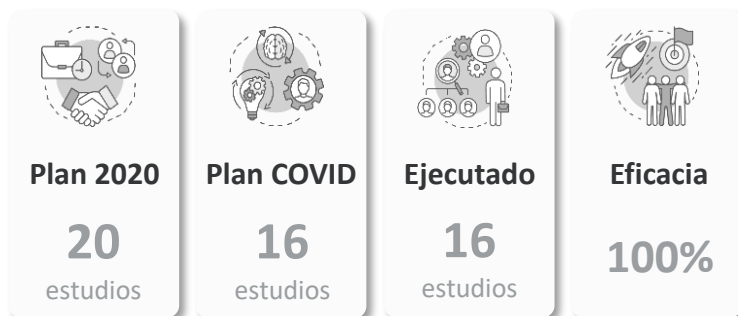 Plan 2020
20
estudios
Plan COVID
16
estudios
Ejecutado
16
estudios
Eficacia
100%